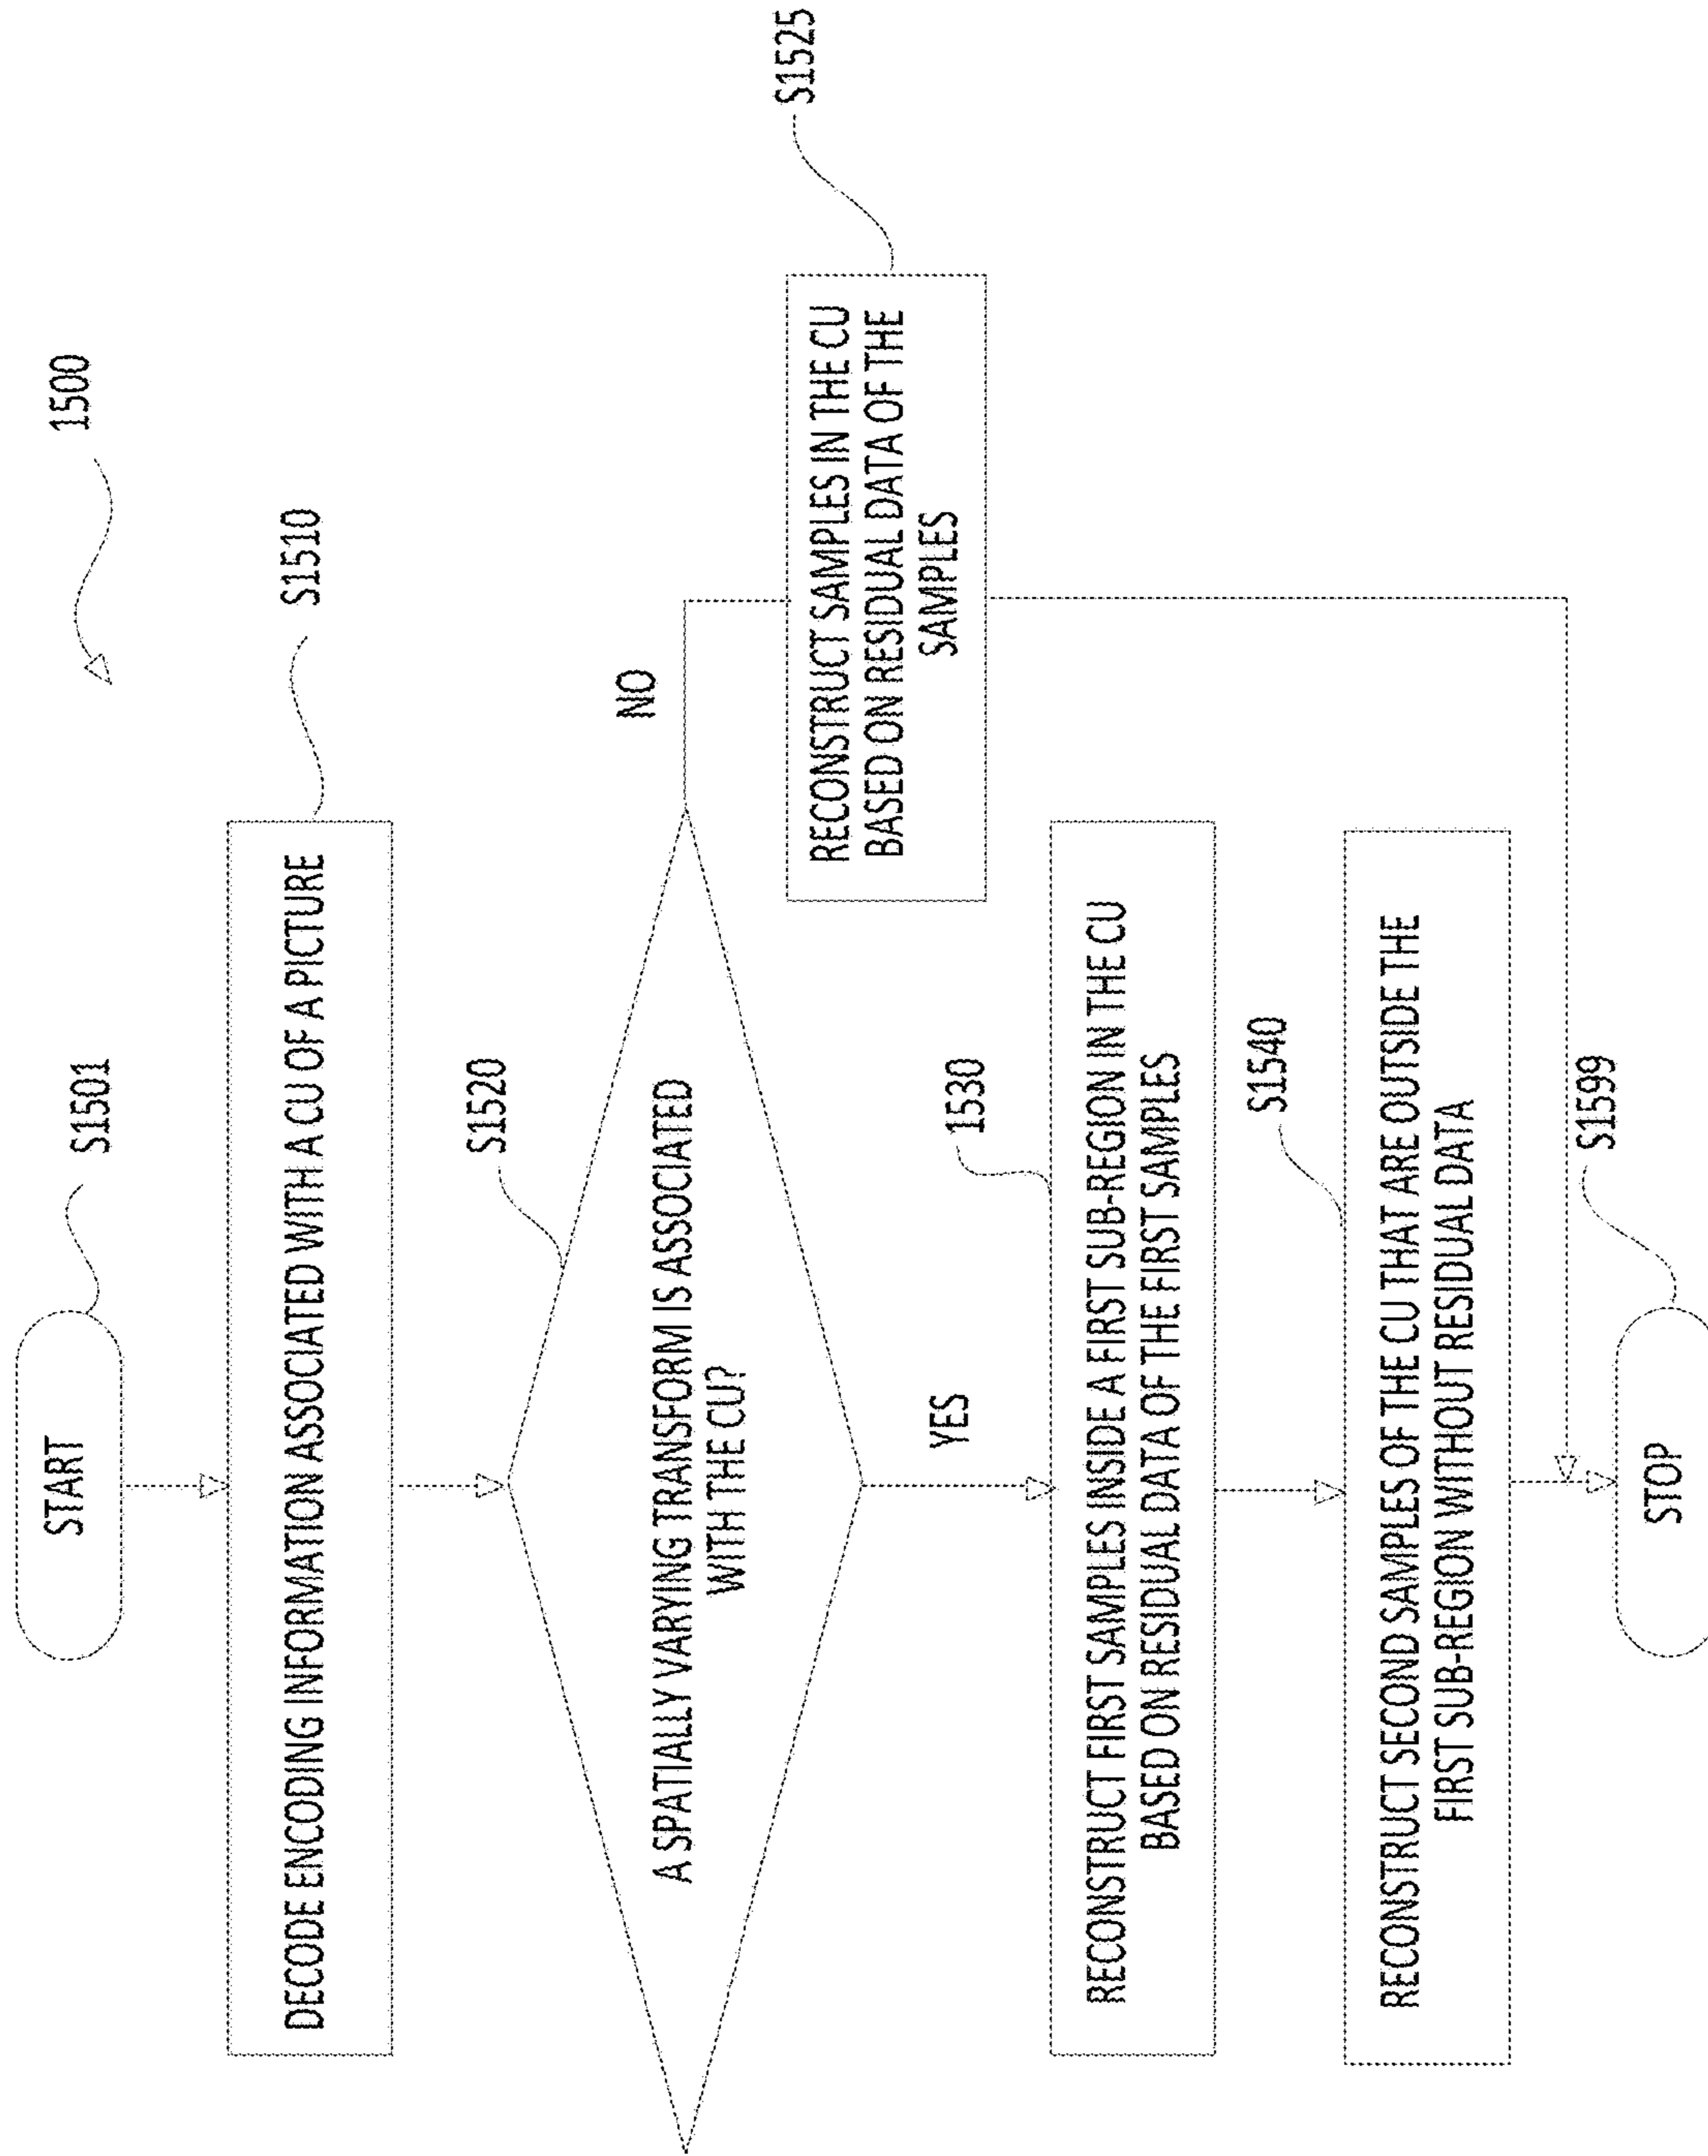 1500
START
S1501
DECODE ENCODING INFORMATION ASSOCIATED WITH A CU OF A PICTURE
S1510
S1520
A SPATIALLY VARYING TRANSFORM IS ASSOCIATED
WITH THE CU?
NO
S1525
RECONSTRUCT SAMPLES IN THE CU
BASED ON RESIDUAL DATA OF THE
SAMPLES
YES
1530
RECONSTRUCT FIRST SAMPLES INSIDE A FIRST SUB-REGION IN THE CU
BASED ON RESIDUAL DATA OF THE FIRST SAMPLES
S1540
RECONSTRUCT SECOND SAMPLES OF THE CU THAT ARE OUTSIDE THE
FIRST SUB-REGION WITHOUT RESIDUAL DATA
S1599
STOP